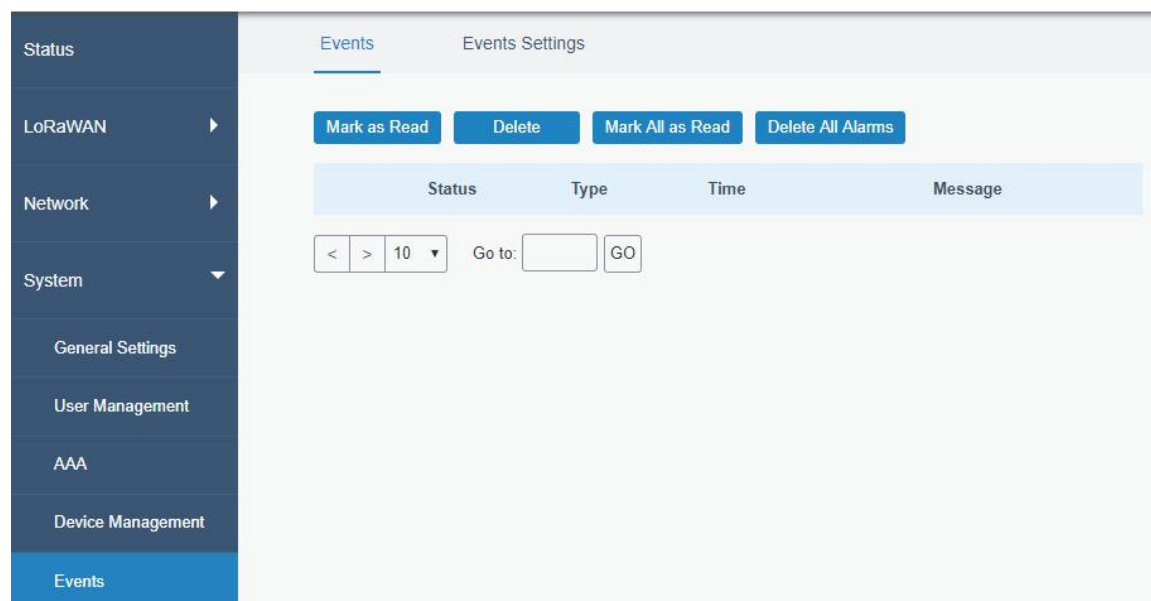 Status
LoRaWAN
Network
System
General Settings
User Management
AAA
Device Management
Events
Events Events Settings
Mark as Read Delete Mark All as Read Delete All Alarms
Status Type Time Message
< > 10 Go to: GO